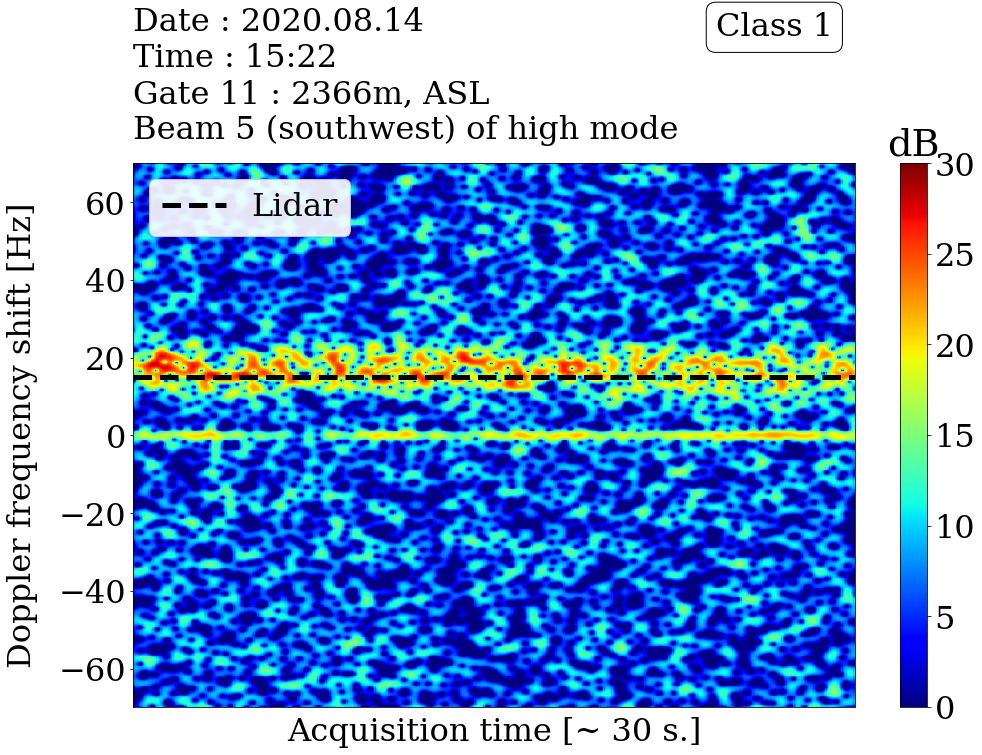 Date : 2020.08.14
Time : 15:22
Gate 11 : 2366m, ASL
Beam 5 (southwest) of high mode
Class 1
dB
Lidar
Doppler frequency shift [Hz]
60
40
20
0
−20
−40
−60
30
25
20
15
10
5
0
Acquisition time [~ 30 s.]